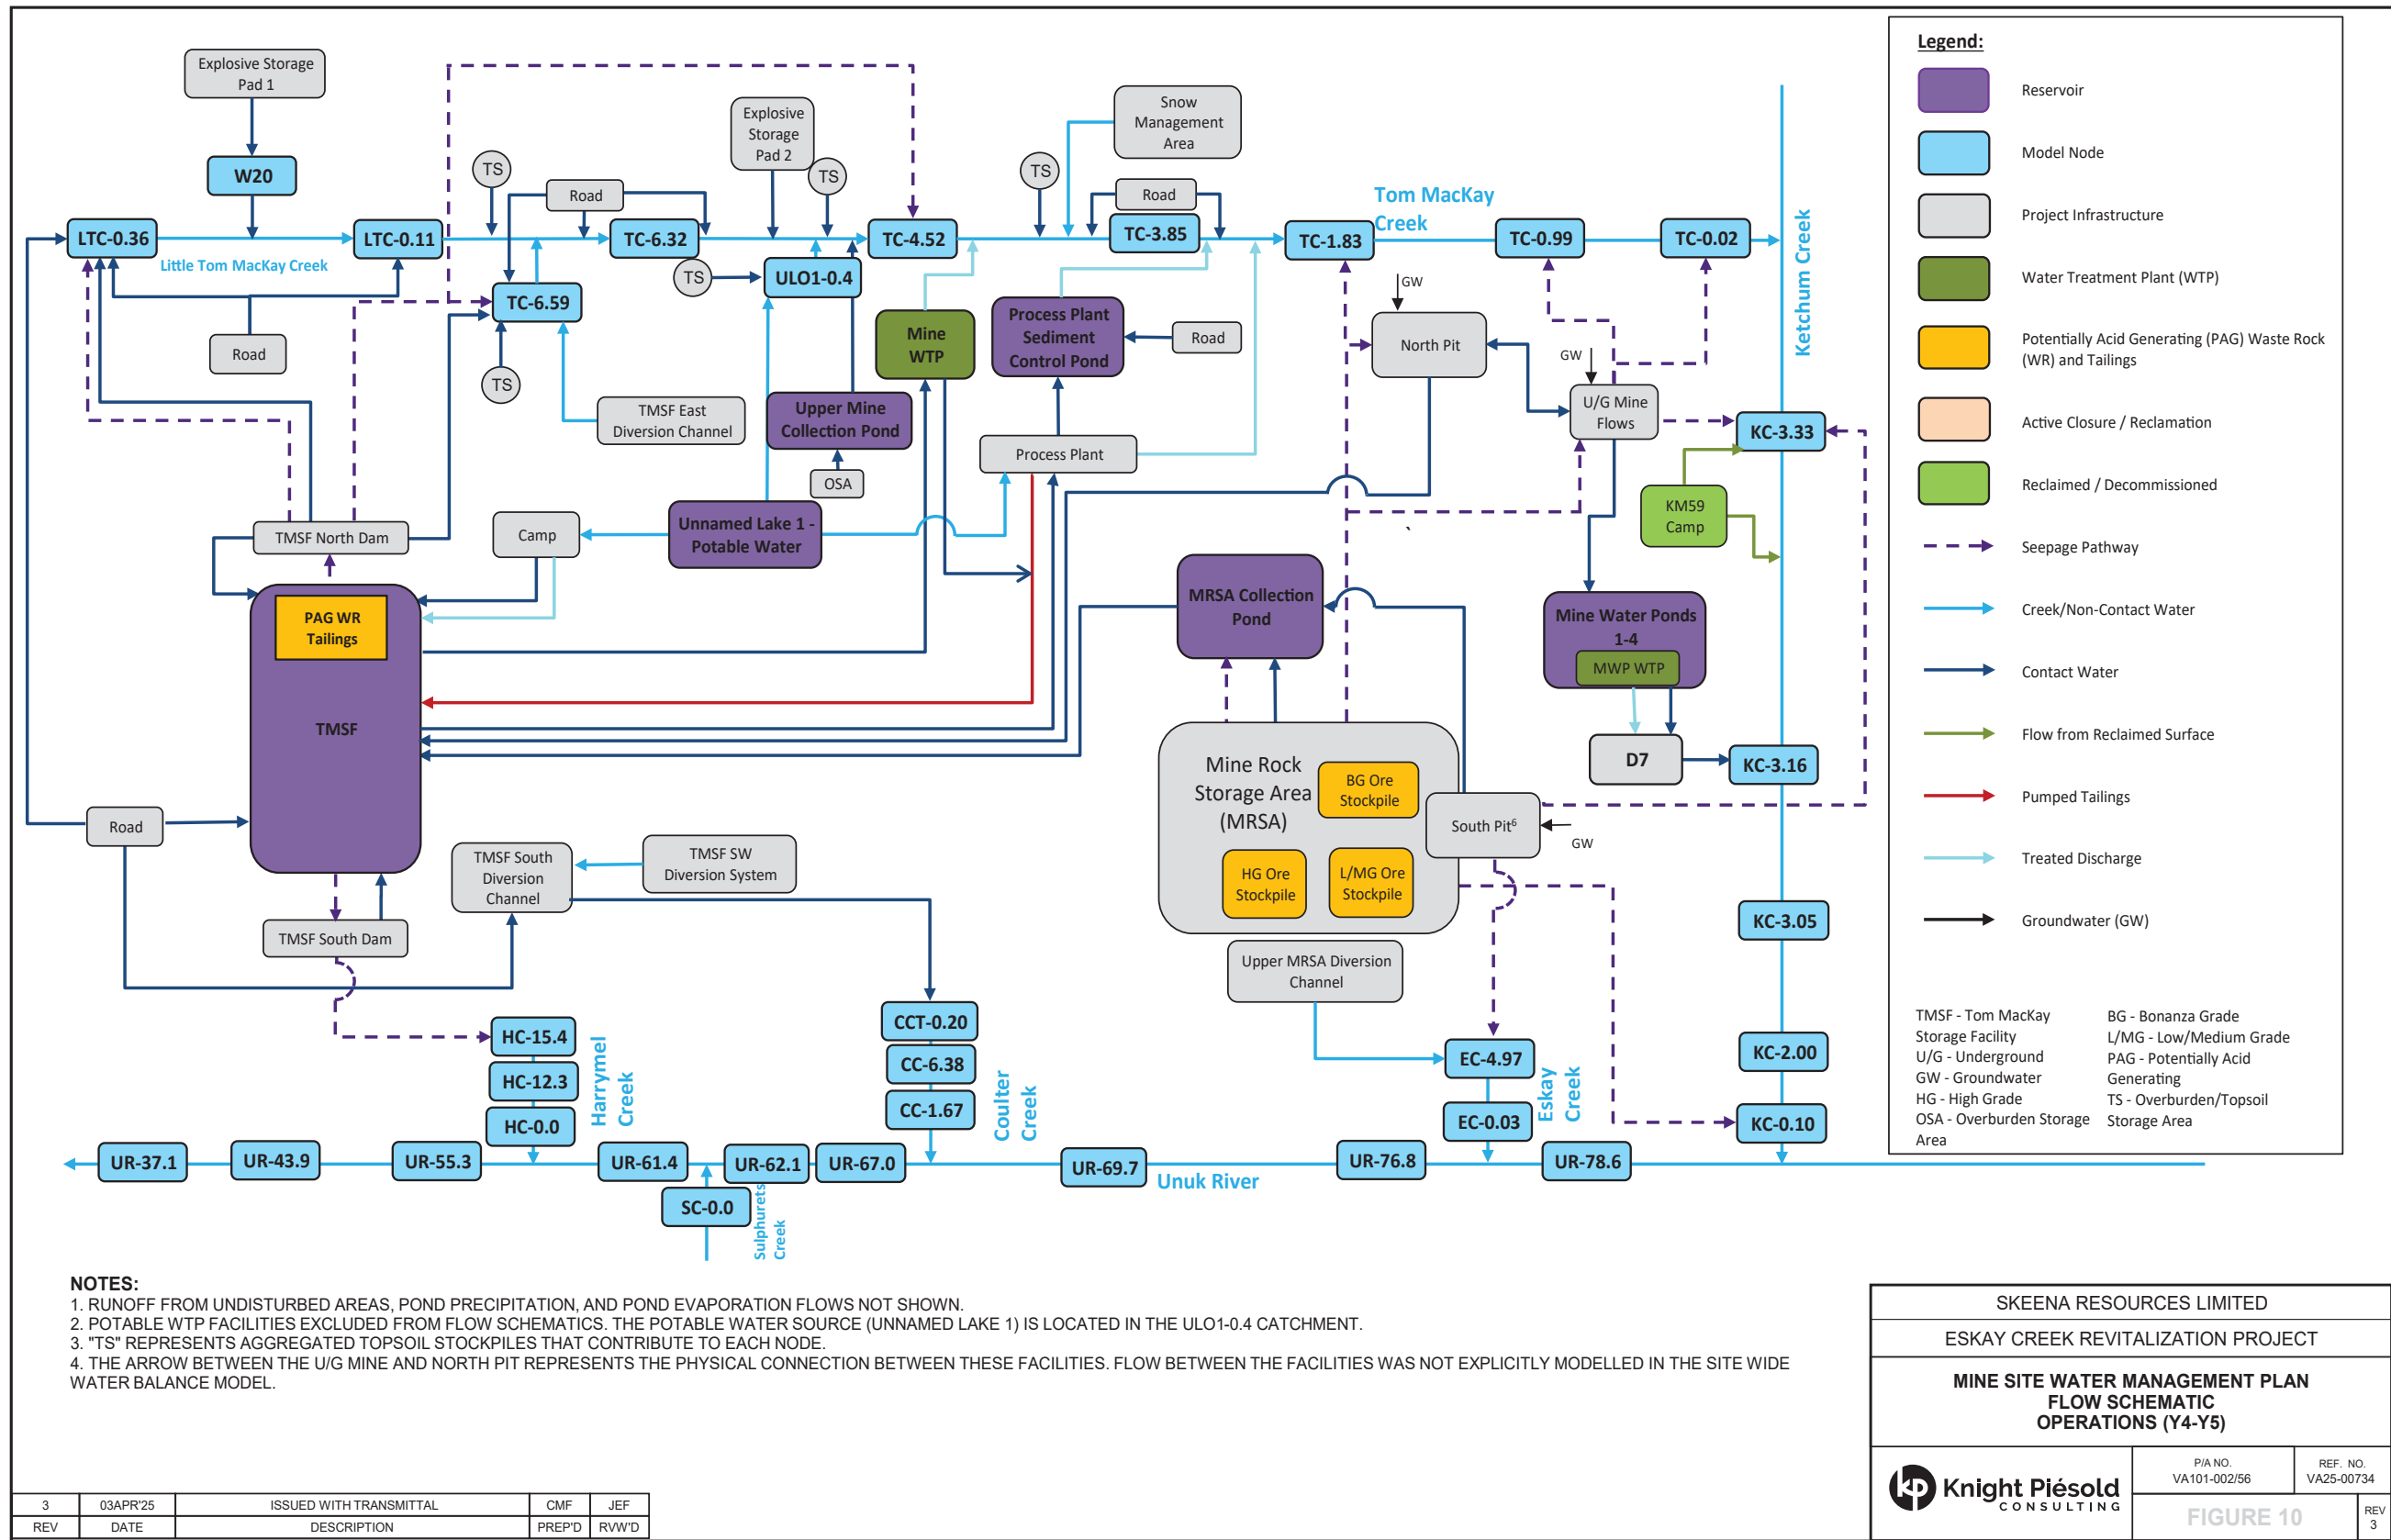 Explosive Storage
Pad 1
W20
LTC-0.36
LTC-0.11
Little Tom MacKay Creek
Road
TS
Road
TC-6.32
TC-6.59
TS
Explosive
Storage
Pad 2
TS
TS
ULO1-0.4
TC-4.52
TS
Snow
Management
Area
Road
TC-3.85
TC-1.83
Tom MacKay
Creek
TC-0.99
TC-0.02
Ketchum Creek
Mine
WTP
Process Plant
Sediment
Control Pond
Road
GW
North Pit
GW
U/G Mine
Flows
KC-3.33
TMSF East
Diversion Channel
Upper Mine
Collection Pond
OSA
Process Plant
KM59
Camp
TMSF North Dam
Camp
Unnamed Lake 1 -
Potable Water
`
PAG WR
Tailings
TMSF
MRSA Collection
Pond
Mine Water Ponds
1-4
MWP WTP
D7
KC-3.16
Mine Rock
Storage Area
(MRSA)
BG Ore
Stockpile
HG Ore
Stockpile
L/MG Ore
Stockpile
South Pit⁶
GW
Road
TMSF South
Diversion
Channel
TMSF SW
Diversion System
TMSF South Dam
Upper MRSA Diversion
Channel
KC-3.05
HC-15.4
HC-12.3
HC-0.0
Harrymel
Creek
CCT-0.20
CC-6.38
CC-1.67
Coulter
Creek
EC-4.97
EC-0.03
Eskay
Creek
KC-2.00
KC-0.10
UR-37.1
UR-43.9
UR-55.3
UR-61.4
UR-62.1
UR-67.0
UR-69.7
Unuk River
UR-76.8
UR-78.6
SC-0.0
Sulphurets
Creek
Legend:
Reservoir
Model Node
Project Infrastructure
Water Treatment Plant (WTP)
Potentially Acid Generating (PAG) Waste Rock
(WR) and Tailings
Active Closure / Reclamation
Reclaimed / Decommissioned
Seepage Pathway
Creek/Non-Contact Water
Contact Water
Flow from Reclaimed Surface
Pumped Tailings
Treated Discharge
Groundwater (GW)
TMSF - Tom MacKay
Storage Facility
U/G - Underground
GW - Groundwater
HG - High Grade
OSA - Overburden Storage
Area
BG - Bonanza Grade
L/MG - Low/Medium Grade
PAG - Potentially Acid
Generating
TS - Overburden/Topsoil
Storage Area
NOTES:
1. RUNOFF FROM UNDISTURBED AREAS, POND PRECIPITATION, AND POND EVAPORATION FLOWS NOT SHOWN.
2. POTABLE WTP FACILITIES EXCLUDED FROM FLOW SCHEMATICS. THE POTABLE WATER SOURCE (UNNAMED LAKE 1) IS LOCATED IN THE ULO1-0.4 CATCHMENT.
3. "TS" REPRESENTS AGGREGATED TOPSOIL STOCKPILES THAT CONTRIBUTE TO EACH NODE.
4. THE ARROW BETWEEN THE U/G MINE AND NORTH PIT REPRESENTS THE PHYSICAL CONNECTION BETWEEN THESE FACILITIES. FLOW BETWEEN THE FACILITIES WAS NOT EXPLICITLY MODELLED IN THE SITE WIDE
WATER BALANCE MODEL.
3 03APR'25 ISSUED WITH TRANSMITTAL CMF JEF
REV DATE DESCRIPTION PREP'D RVW'D
SKEENA RESOURCES LIMITED
ESKAY CREEK REVITALIZATION PROJECT
MINE SITE WATER MANAGEMENT PLAN
FLOW SCHEMATIC
OPERATIONS (Y4-Y5)
kp Knight Piésold
CONSULTING
P/A NO.
VA101-002/56
REF. NO.
VA25-00734
FIGURE 10
REV
3